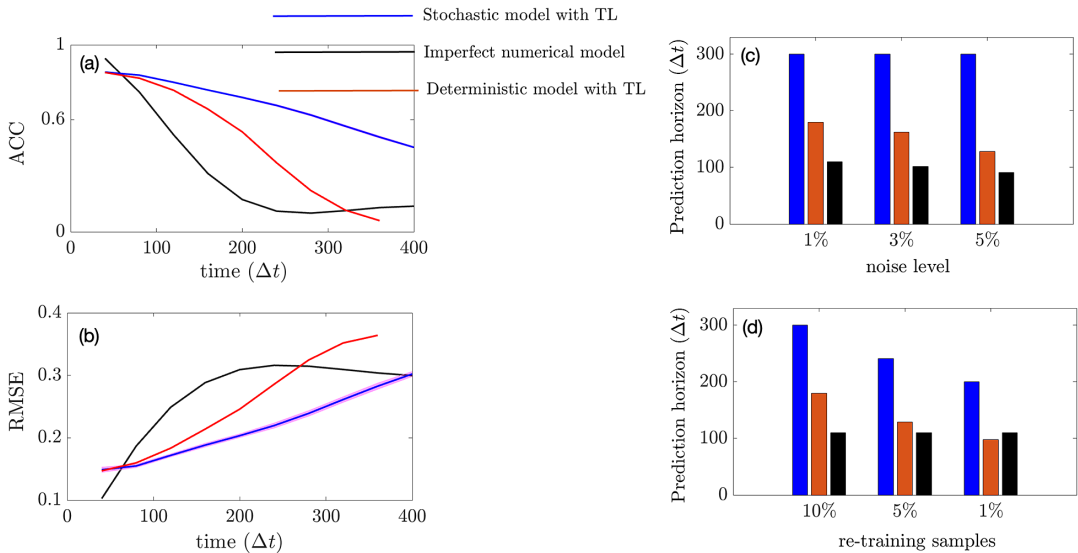 Stochastic model with TL
Imperfect numerical model
Deterministic model with TL
(a)
ACC
1
0.6
0
0 100 200 300 400
time (Δt)
(b)
RMSE
0.4
0.3
0.2
0.1
0 100 200 300 400
time (Δt)
(c)
Prediction horizon (Δt)
300
200
100
0
1% 3% 5%
noise level
(d)
Prediction horizon (Δt)
300
200
100
0
10% 5% 1%
re-training samples